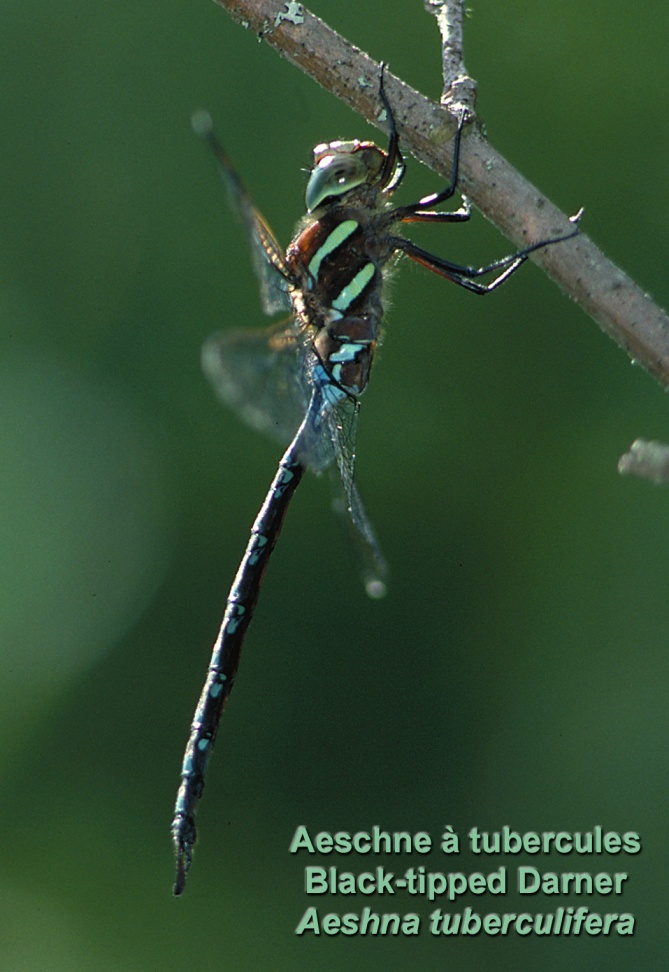 Aeschne à tubercules
Black-tipped Darner
Aeshna tuberculifera